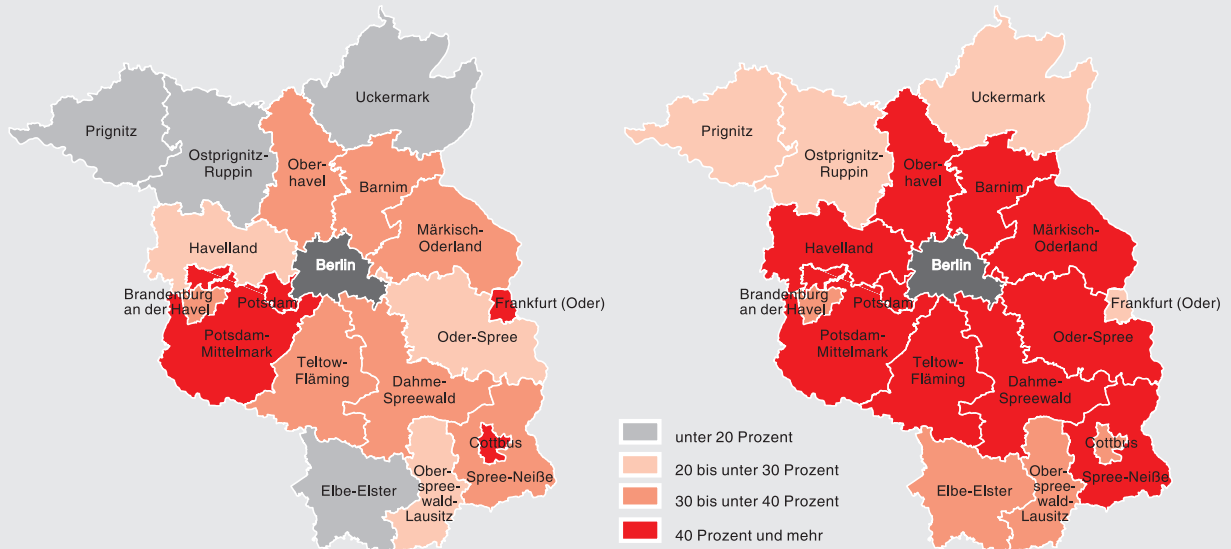 Uckermark
Prignitz
Ostprignitz-
Ruppin
Ober-
havel
Barnim
Märkisch-
Oderland
Havelland
Berlin
Brandenburg
an der Havel
Potsdam
Frankfurt (Oder)
Potsdam-
Mittelmark
Oder-Spree
Teltow-
Fläming
Dahme-
Spreewald
Cottbus
Spree-Neiße
Elbe-Elster
Ober-
spree-
wald-
Lausitz
unter 20 Prozent
20 bis unter 30 Prozent
30 bis unter 40 Prozent
40 Prozent und mehr
Uckermark
Prignitz
Ostprignitz-
Ruppin
Ober-
havel
Barnim
Märkisch-
Oderland
Havelland
Berlin
Brandenburg
an der Havel
Potsdam
Frankfurt (Oder)
Potsdam-
Mittelmark
Oder-Spree
Teltow-
Fläming
Dahme-
Spreewald
Cottbus
Spree-Neiße
Elbe-Elster
Ober-
spree-
wald-
Lausitz